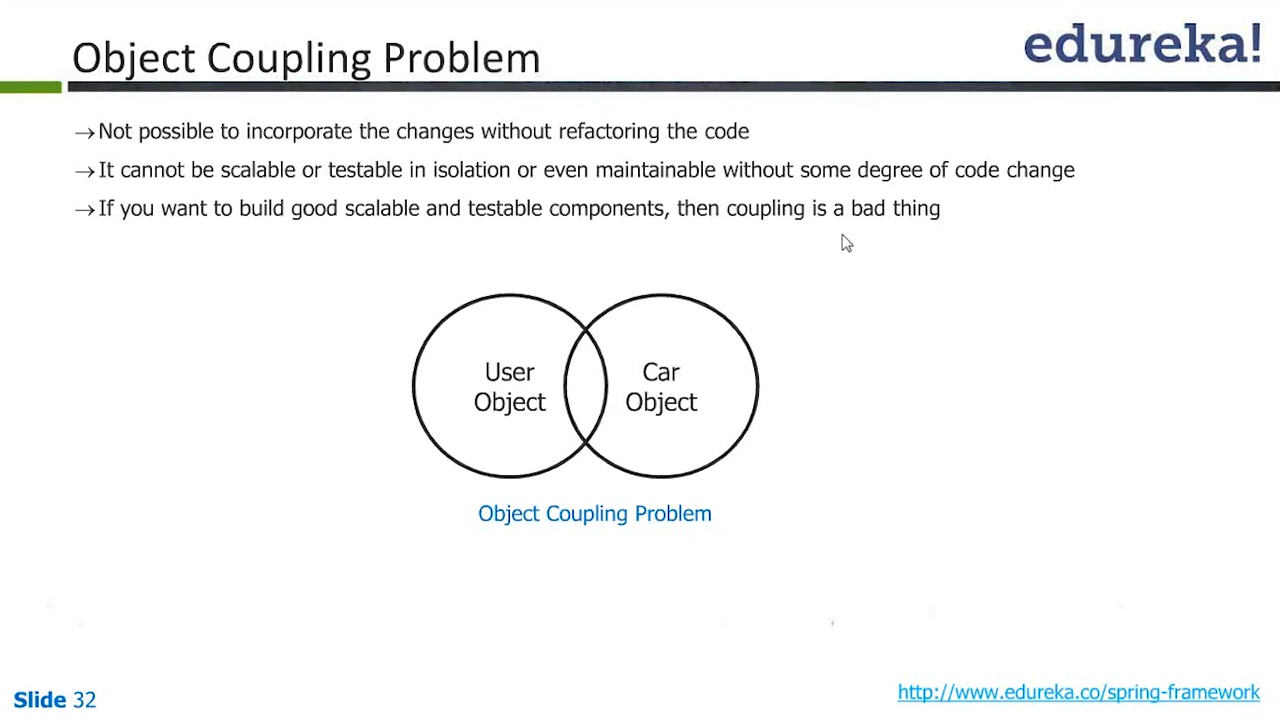 Object Coupling Problem
edureka!
→Not possible to incorporate the changes without refactoring the code
→It cannot be scalable or testable in isolation or even maintainable without some degree of code change
→If you want to build good scalable and testable components, then coupling is a bad thing
User
Object
Car
Object
Object Coupling Problem
Slide 32
http://www.edureka.co/spring-framework